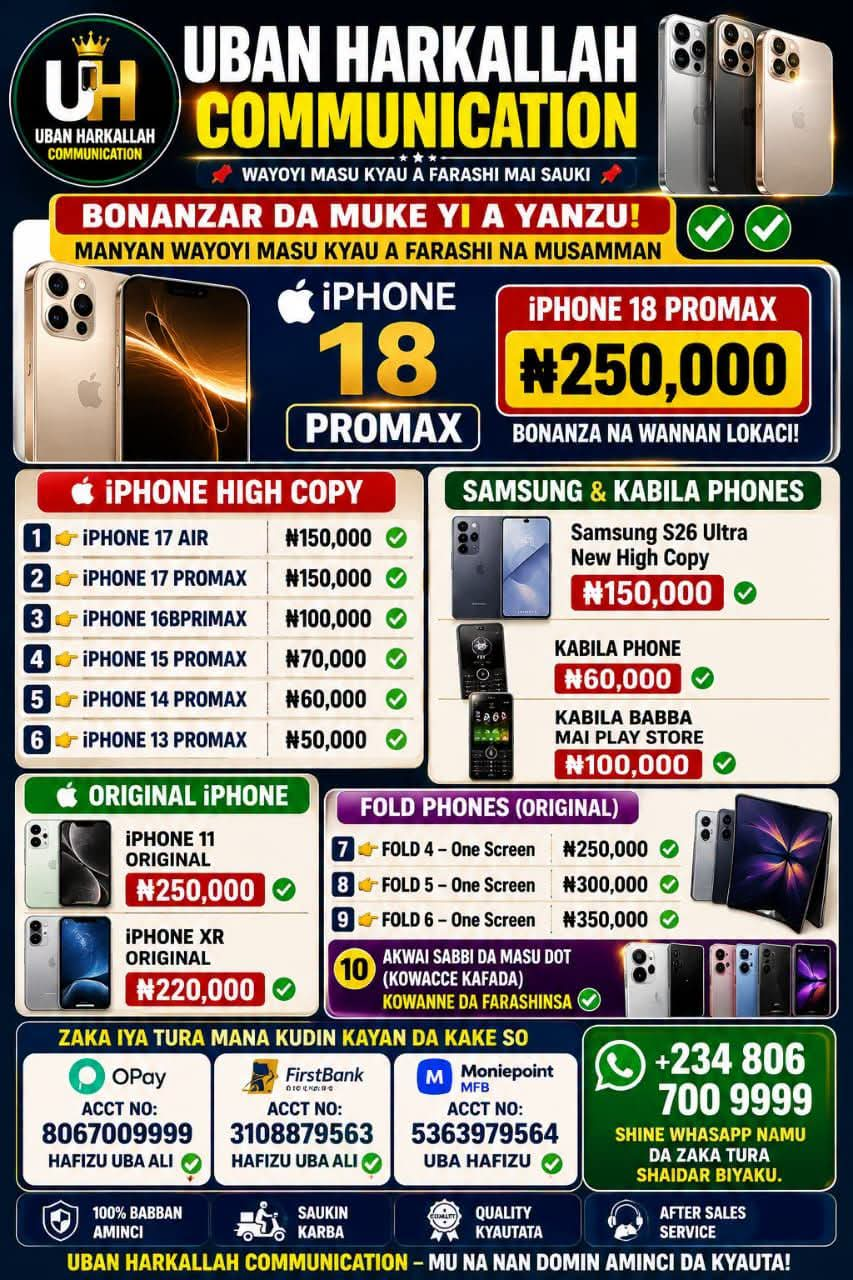 UH
UBAN HARKALLAH
COMMUNICATION
UBAN HARKALLAH
COMMUNICATION
WAYOYI MASU KYAU A FARASHI MAI SAUKI
BONANZAR DA MUKE YI A YANZU!
MANYAN WAYOYI MASU KYAU A FARASHI NA MUSAMMAN
iPHONE
18
PROMAX
iPHONE 18 PROMAX
₦250,000
BONANZA NA WANNAN LOKACI!
iPHONE HIGH COPY
1 👉 iPHONE 17 AIR ₦150,000 ✅
2 👉 iPHONE 17 PROMAX ₦150,000 ✅
3 👉 iPHONE 16BPRIMAX ₦100,000 ✅
4 👉 iPHONE 15 PROMAX ₦70,000 ✅
5 👉 iPHONE 14 PROMAX ₦60,000 ✅
6 👉 iPHONE 13 PROMAX ₦50,000 ✅
SAMSUNG & KABILA PHONES
Samsung S26 Ultra
New High Copy
₦150,000 ✅
KABILA PHONE
₦60,000 ✅
KABILA BABBA
MAI PLAY STORE
₦100,000 ✅
ORIGINAL iPHONE
iPHONE 11
ORIGINAL
₦250,000 ✅
iPHONE XR
ORIGINAL
₦220,000 ✅
FOLD PHONES (ORIGINAL)
7 👉 FOLD 4 – One Screen ₦250,000 ✅
8 👉 FOLD 5 – One Screen ₦300,000 ✅
9 👉 FOLD 6 – One Screen ₦350,000 ✅
10 AKWAI SABBI DA MASU DOT
(KOWACCE KAFADA)
KOWANNE DA FARASHINSA ✅
ZAKA IYA TURA MANA KUDIN KAYAN DA KAKE SO
OPay
ACCT NO:
8067009999
HAFIZU UBA ALI ✅
FirstBank
ACCT NO:
3108879563
HAFIZU UBA ALI ✅
Moniepoint
MFB
ACCT NO:
5363979564
UBA HAFIZU ✅
+234 806
700 9999
SHINE WHASAPP NAMU
DA ZAKA TURA
SHAIDAR BIYAKU.
100% BABBAN
AMINCI
SAUKIN
KARBA
QUALITY
KYAUTATA
AFTER SALES
SERVICE
UBAN HARKALLAH COMMUNICATION – MU NA NAN DOMIN AMINCI DA KYAUTA!